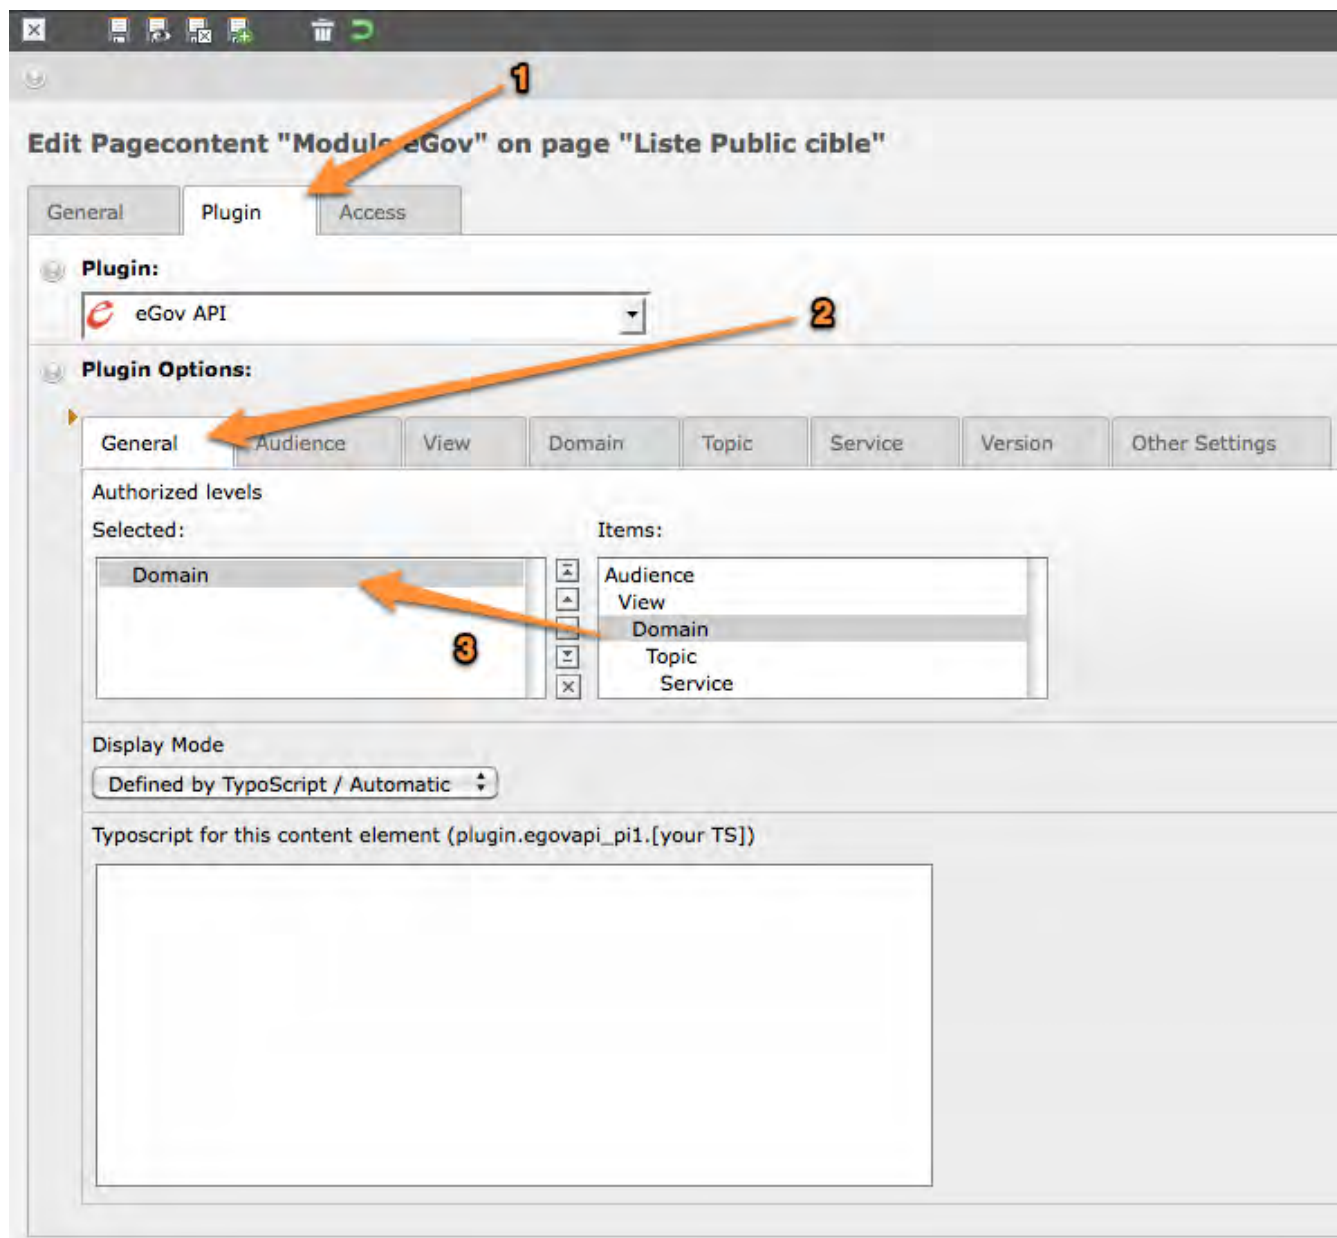 1
Edit Pagecontent "Module eGov" on page "Liste Public cible"
General Plugin Access
Plugin:
eGov API
2
Plugin Options:
General Audience View Domain Topic Service Version Other Settings
Authorized levels
Selected: Items:
Domain Audience
View
Domain
3 Topic
Service
Display Mode
Defined by TypoScript / Automatic
Typoscript for this content element (plugin.egovapi_pi1.[your TS])